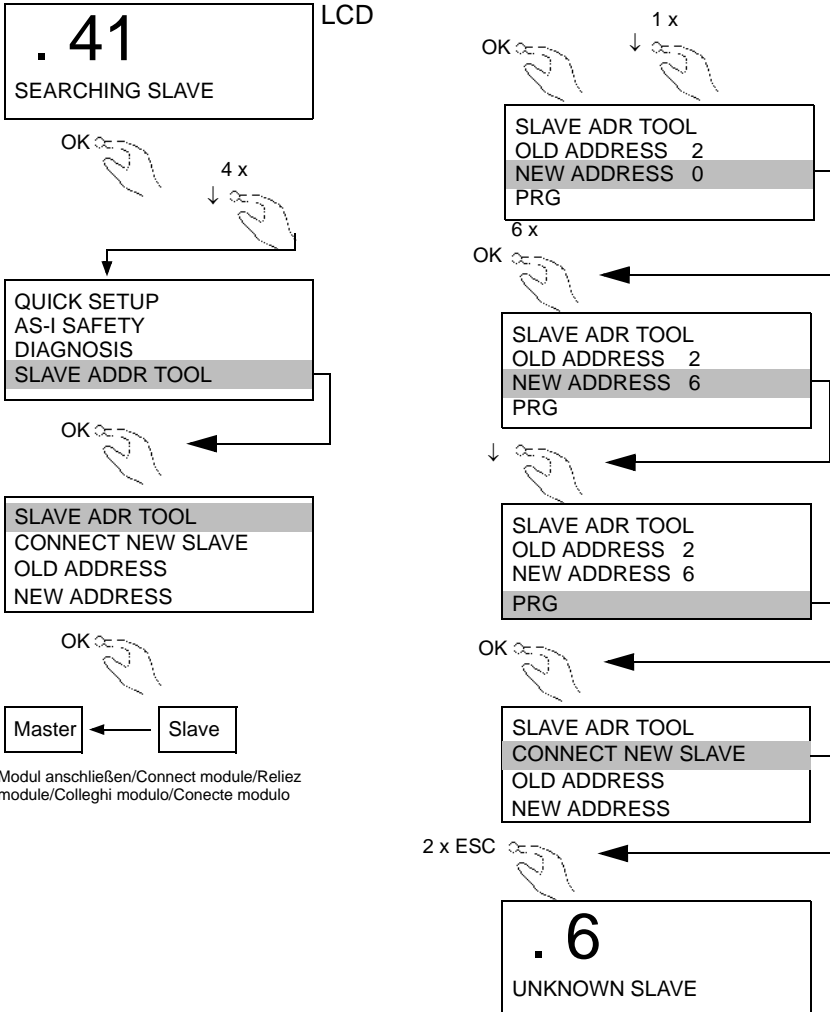 LCD
. 41
SEARCHING SLAVE
OK
4 x
↓
QUICK SETUP
AS-I SAFETY
DIAGNOSIS
SLAVE ADDR TOOL
OK
SLAVE ADR TOOL
CONNECT NEW SLAVE
OLD ADDRESS
NEW ADDRESS
OK
Master
Slave
Modul anschließen/Connect module/Reliez
module/Colleghi modulo/Conecte modulo
1 x
OK ↓
SLAVE ADR TOOL
OLD ADDRESS 2
NEW ADDRESS 0
PRG
6 x
OK
SLAVE ADR TOOL
OLD ADDRESS 2
NEW ADDRESS 6
PRG
↓
SLAVE ADR TOOL
OLD ADDRESS 2
NEW ADDRESS 6
PRG
OK
SLAVE ADR TOOL
CONNECT NEW SLAVE
OLD ADDRESS
NEW ADDRESS
2 x ESC
. 6
UNKNOWN SLAVE